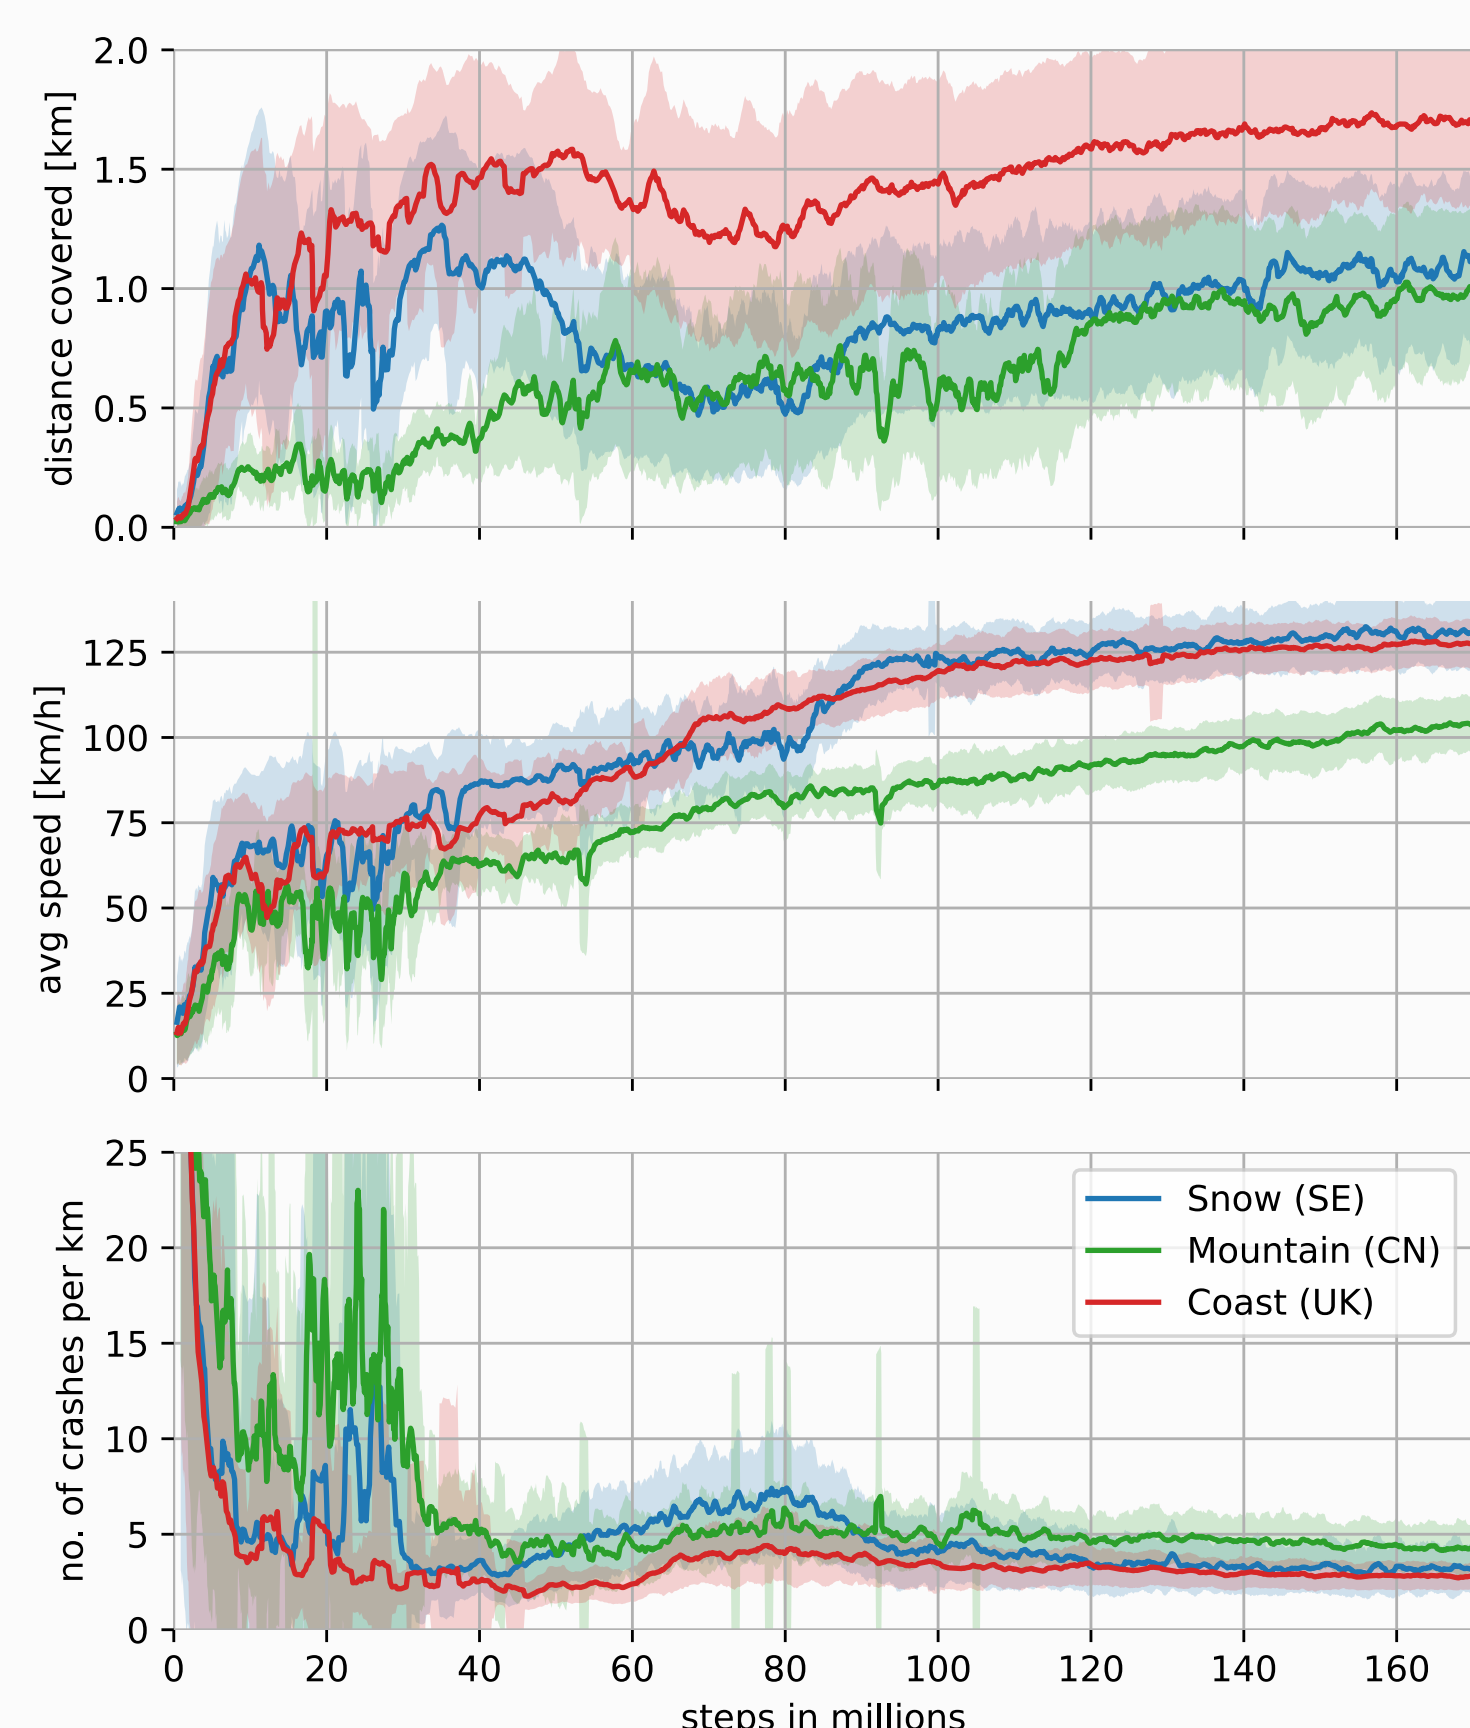 2.0
1.5
1.0
0.5
0.0
distance covered [km]
125
100
75
50
25
0
avg speed [km/h]
25
20
15
10
5
0
no. of crashes per km
Snow (SE)
Mountain (CN)
Coast (UK)
0 20 40 60 80 100 120 140 160
steps in millions